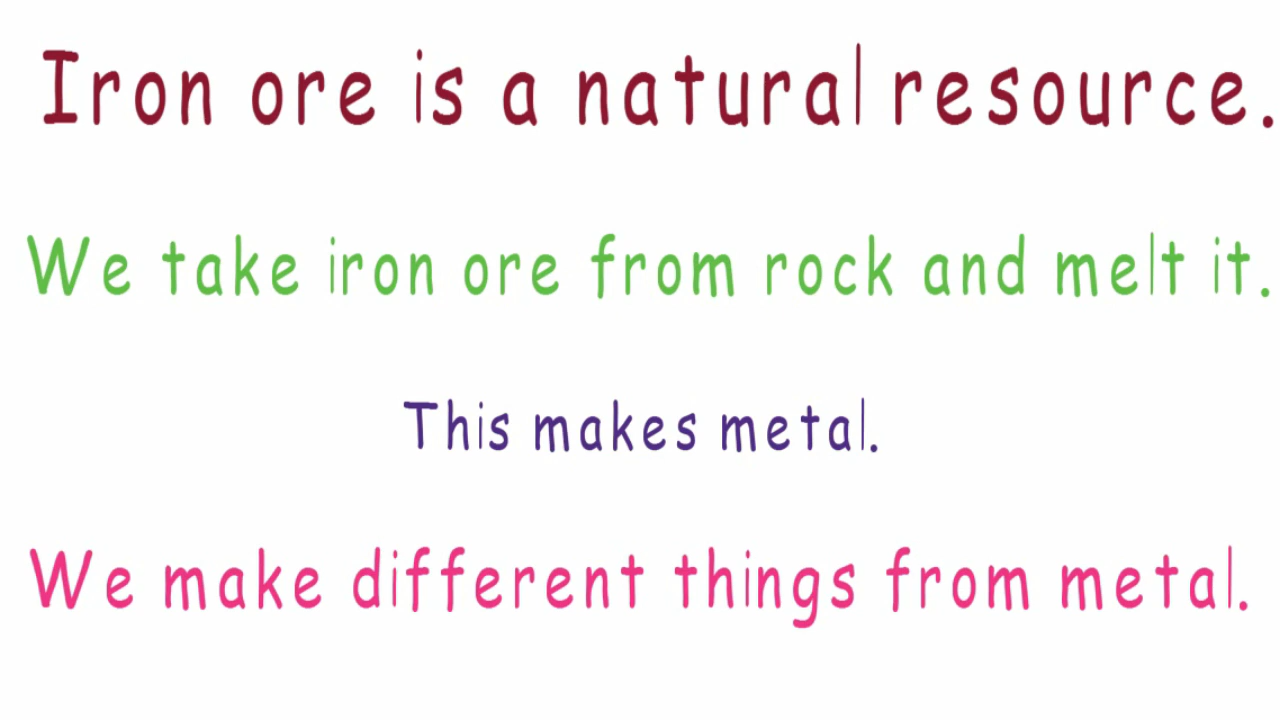 Iron ore is a natural resource.
We take iron ore from rock and melt it.
This makes metal.
We make different things from metal.